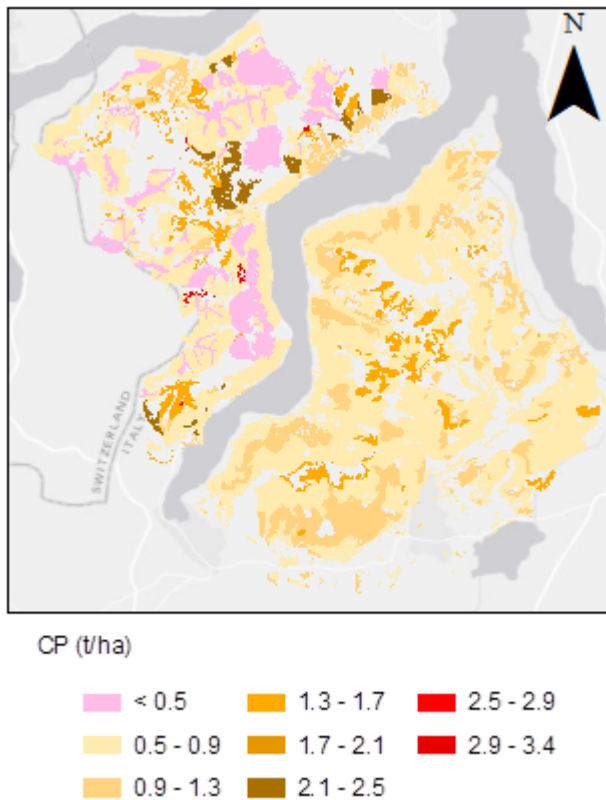 N
SWITZERLAND
ITALY
CP (t/ha)
< 0.5 1.3 - 1.7 2.5 - 2.9
0.5 - 0.9 1.7 - 2.1 2.9 - 3.4
0.9 - 1.3 2.1 - 2.5